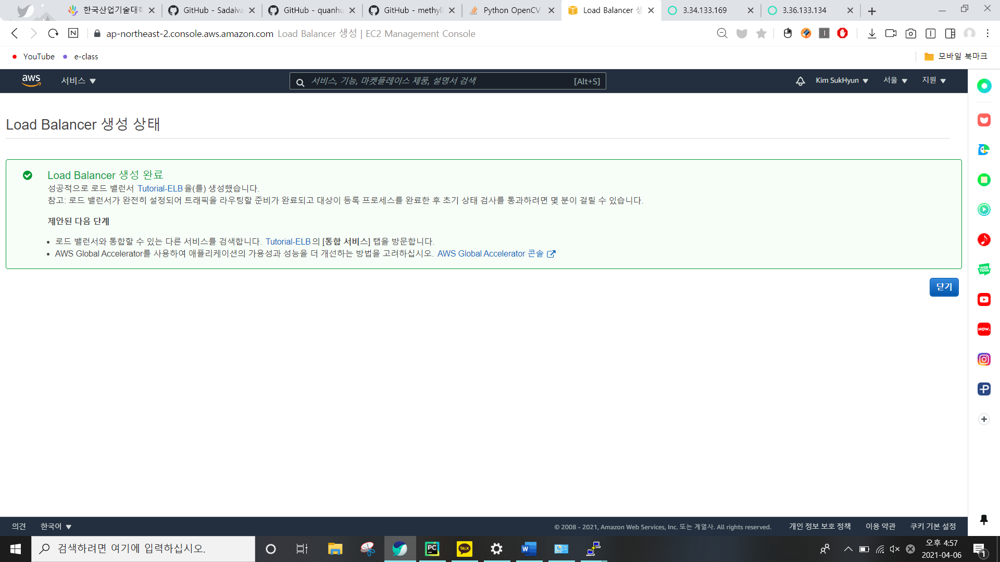 한국산업기술대학
GitHub - Sadaiva
GitHub - quanhu
GitHub - methyl
Python OpenCV
Load Balancer 생
3.34.133.169
3.36.133.134
ap-northeast-2.console.aws.amazon.com Load Balancer 생성 | EC2 Management Console
YouTube
e-class
모바일 북마크
aws
서비스
서비스, 기능, 마켓플레이스 제품, 설명서 검색
[Alt+S]
Kim SukHyun
서울
지원
Load Balancer 생성 상태
Load Balancer 생성 완료
성공적으로 로드 밸런서 Tutorial-ELB을(를) 생성했습니다.
참고: 로드 밸런서가 완전히 설정되어 트래픽을 라우팅할 준비가 완료되고 대상이 등록 프로세스를 완료한 후 초기 상태 검사를 통과하려면 몇 분이 걸릴 수 있습니다.
제안된 다음 단계
로드 밸런서와 통합할 수 있는 다른 서비스를 검색합니다. Tutorial-ELB의 [통합 서비스] 탭을 방문합니다.
AWS Global Accelerator를 사용하여 애플리케이션의 가용성과 성능을 더 개선하는 방법을 고려하십시오. AWS Global Accelerator 콘솔
닫기
WEB
TOON
NOW.
의견
한국어
© 2008 - 2021, Amazon Web Services, Inc. 또는 계열사. All rights reserved.
개인 정보 보호 정책
이용 약관
쿠키 기본 설정
검색하려면 여기에 입력하십시오.
PC
TALK
W
오후 4:57
2021-04-06
1